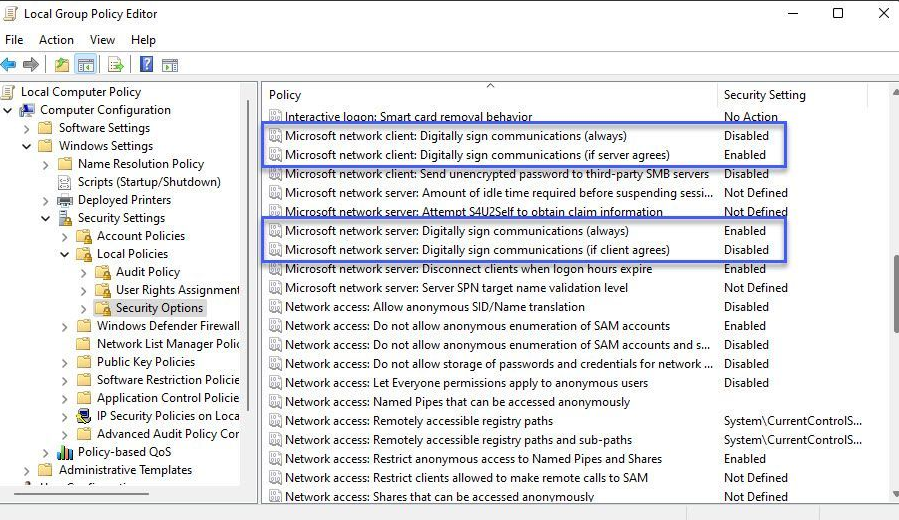 Local Group Policy Editor
File Action View Help
Local Computer Policy
Computer Configuration
Software Settings
Windows Settings
Name Resolution Policy
Scripts (Startup/Shutdown)
Deployed Printers
Security Settings
Account Policies
Local Policies
Audit Policy
User Rights Assignment
Security Options
Windows Defender Firewall
Network List Manager Polic
Public Key Policies
Software Restriction Policie
Application Control Policie
IP Security Policies on Loca
Advanced Audit Policy Cor
Policy-based QoS
Administrative Templates
Policy Security Setting
Interactive logon: Smart card removal behavior No Action
Microsoft network client: Digitally sign communications (always) Disabled
Microsoft network client: Digitally sign communications (if server agrees) Enabled
Microsoft network client: Send unencrypted password to third-party SMB servers Disabled
Microsoft network server: Amount of idle time required before suspending sessi... Not Defined
Microsoft network server: Attempt S4U2Self to obtain claim information Not Defined
Microsoft network server: Digitally sign communications (always) Enabled
Microsoft network server: Digitally sign communications (if client agrees) Disabled
Microsoft network server: Disconnect clients when logon hours expire Enabled
Microsoft network server: Server SPN target name validation level Not Defined
Network access: Allow anonymous SID/Name translation Disabled
Network access: Do not allow anonymous enumeration of SAM accounts Enabled
Network access: Do not allow anonymous enumeration of SAM accounts and s... Disabled
Network access: Do not allow storage of passwords and credentials for network ... Disabled
Network access: Let Everyone permissions apply to anonymous users Disabled
Network access: Named Pipes that can be accessed anonymously
Network access: Remotely accessible registry paths System\CurrentControlS...
Network access: Remotely accessible registry paths and sub-paths System\CurrentControlS...
Network access: Restrict anonymous access to Named Pipes and Shares Enabled
Network access: Restrict clients allowed to make remote calls to SAM Not Defined
Network access: Shares that can be accessed anonymously Not Defined